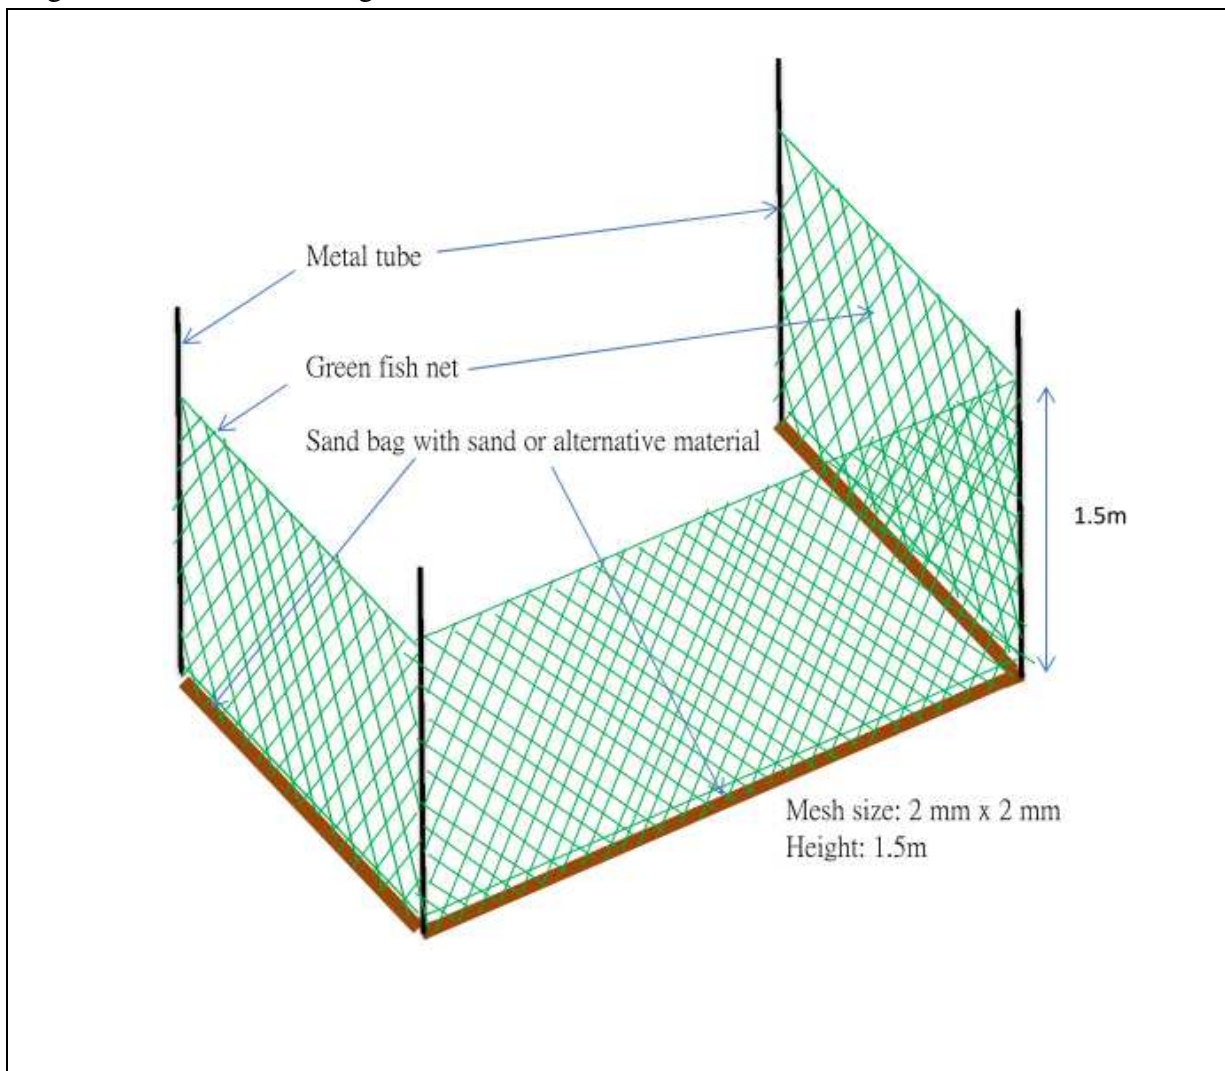 Metal tube
Green fish net
Sand bag with sand or alternative material
1.5m
Mesh size: 2 mm x 2 mm
Height: 1.5m